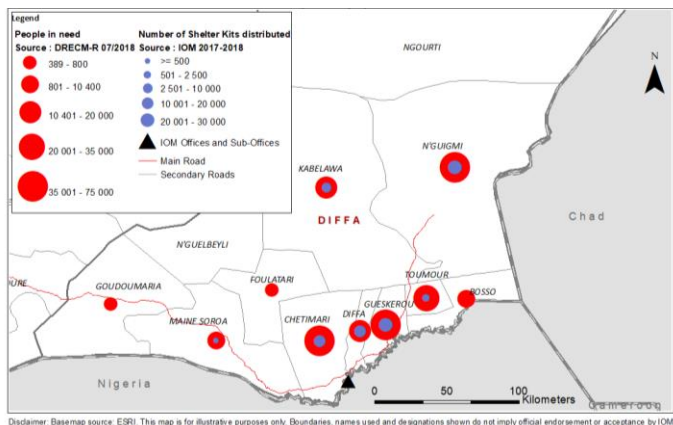 Legend
People in need
Source : DRECM-R 07/2018
389 - 800
801 - 10 400
10 401 - 20 000
20 001 - 35 000
35 001 - 75 000
Number of Shelter Kits distributed
Source : IOM 2017-2018
>= 500
501 - 2 500
2 501 - 10 000
10 001 - 20 000
20 001 - 30 000
IOM Offices and Sub-Offices
Main Road
Secondary Roads
NGOURTI
N
N'GUIGMI
KABELAWA
DIFFA
Chad
N'GUELBEYLI
FOULATARI
TOUMOUR
BOSSO
URE
GOUDOUMARIA
MAINE SOROA
CHETIMARI
DIFFA
GUESKEROU
Nigeria
0 50 100
Kilometers
Cameroon
Disclaimer: Basemap source: ESRI. This map is for illustrative purposes only. Boundaries, names used and designations shown do not imply official endorsement or acceptance by IOM